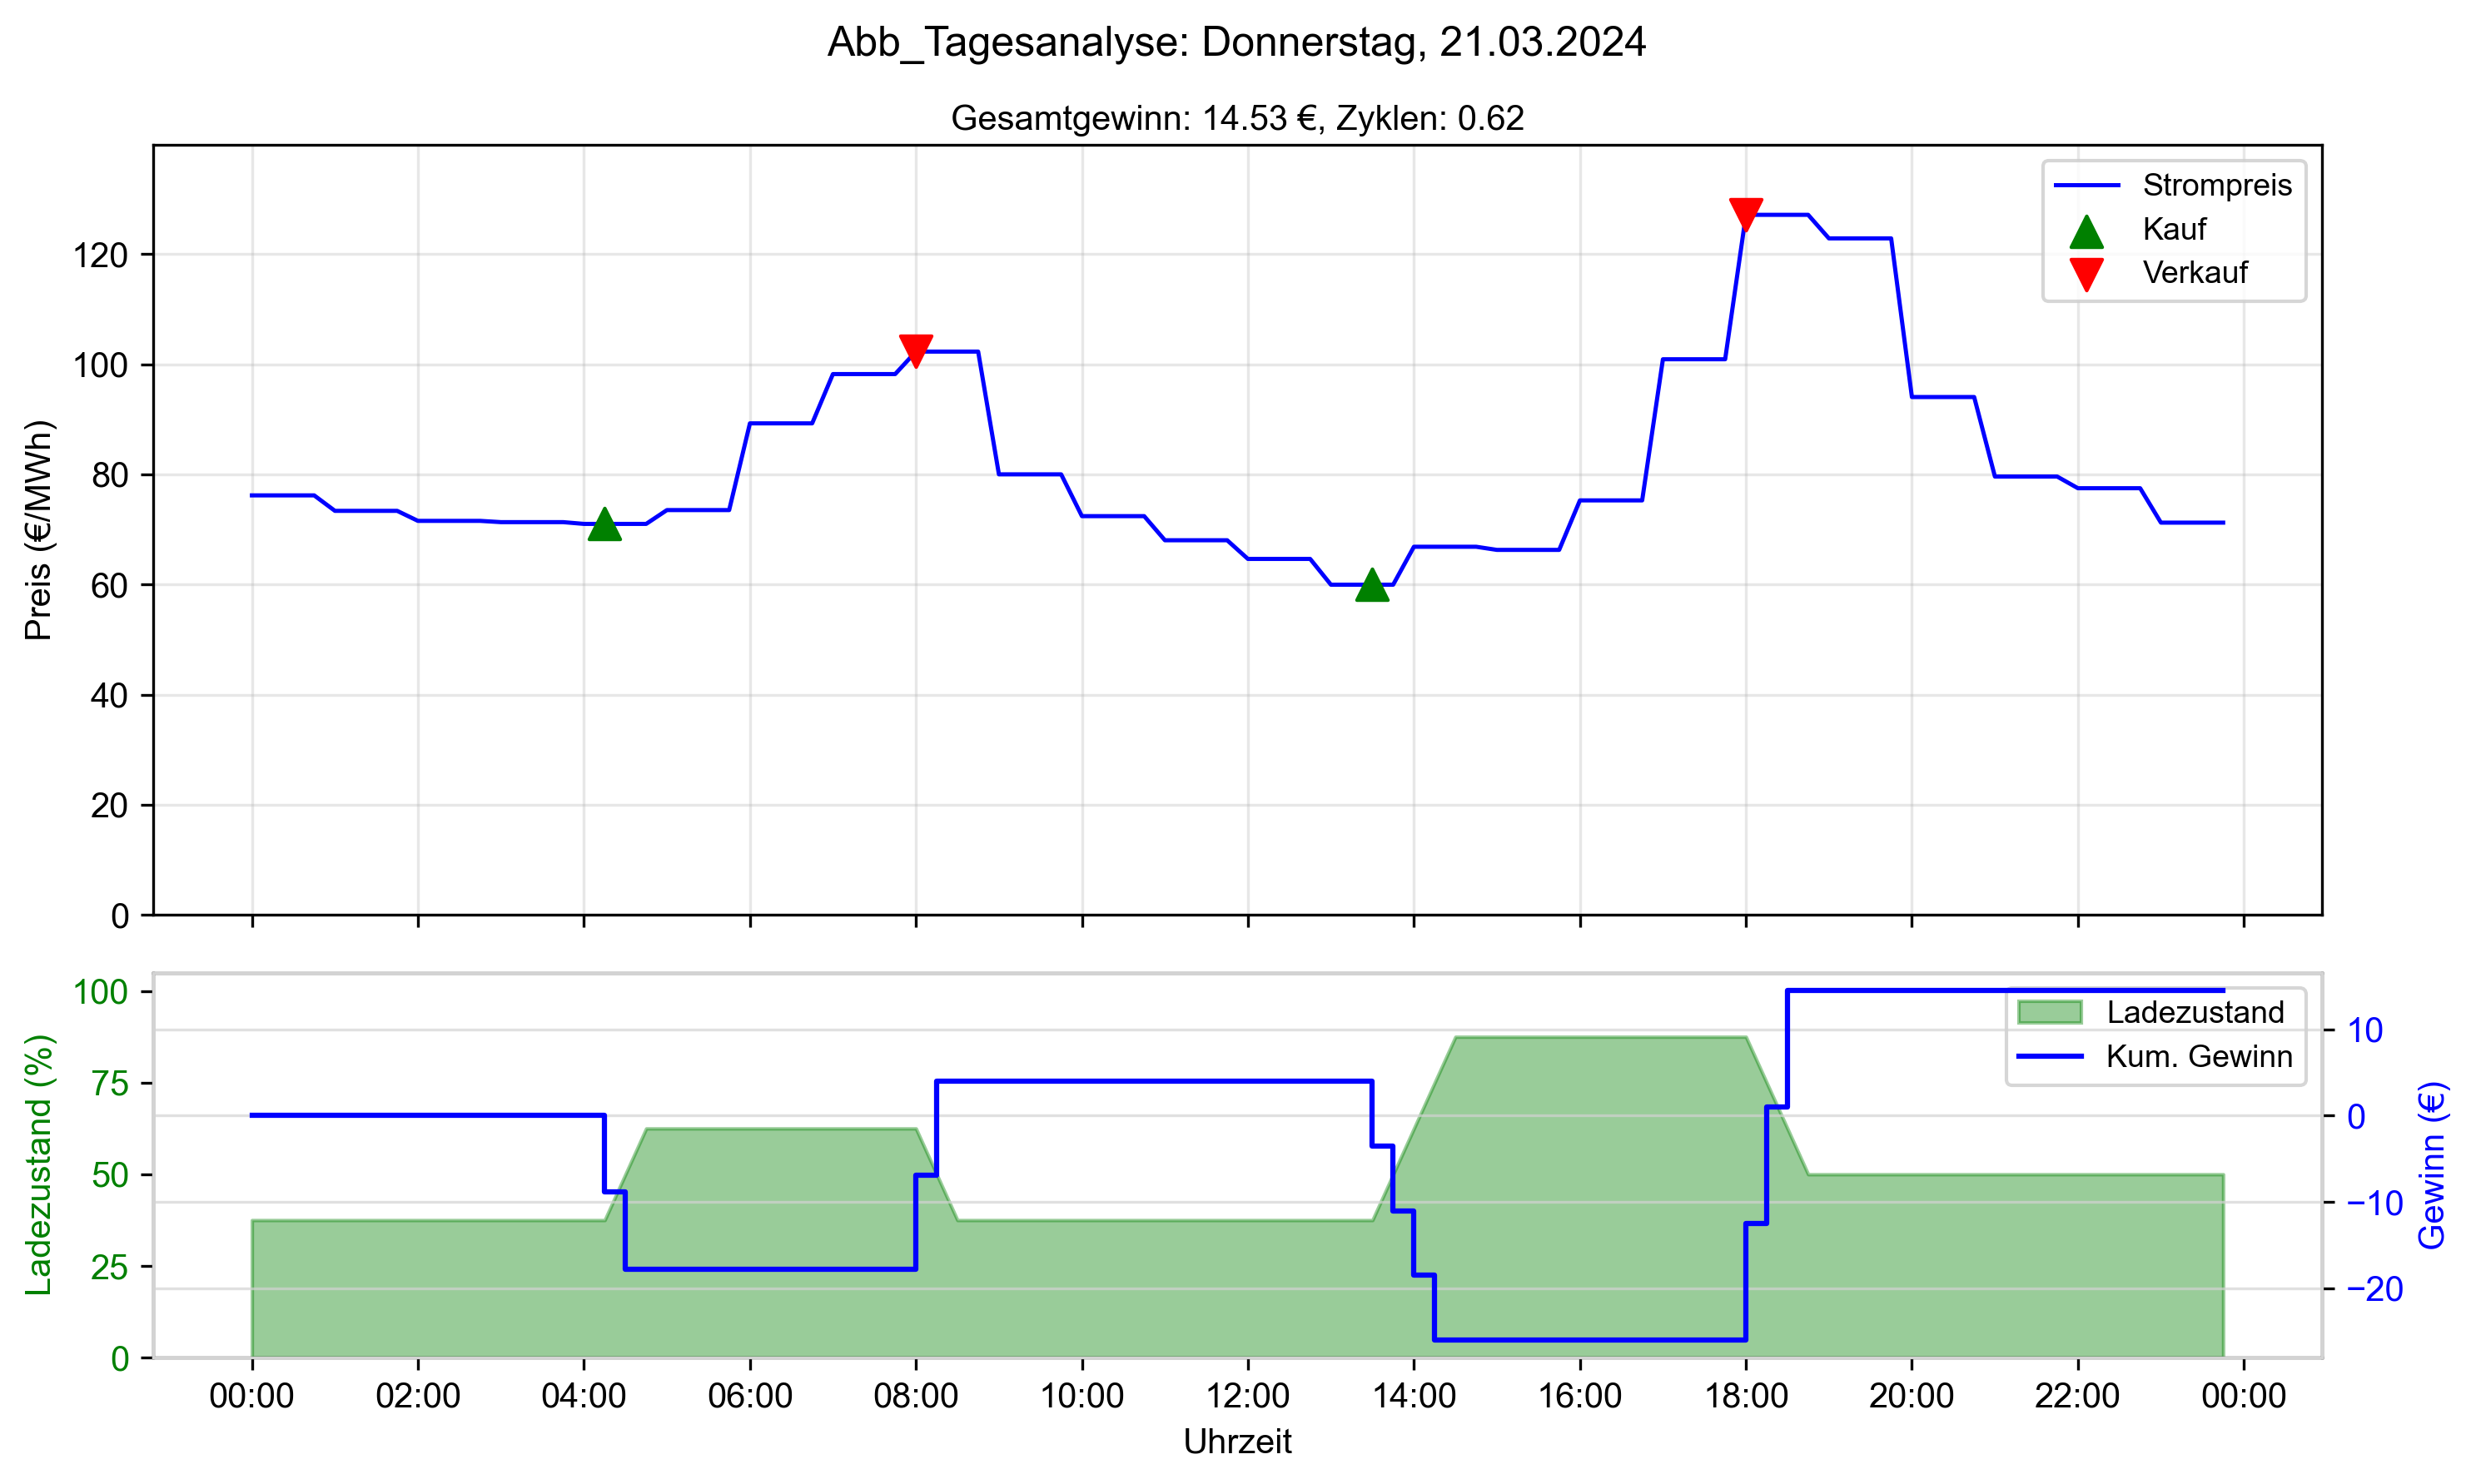 Abb_Tagesanalyse: Donnerstag, 21.03.2024
Gesamtgewinn: 14.53 €, Zyklen: 0.62
Preis (€/MWh)
120
100
80
60
40
20
0
Strompreis
Kauf
Verkauf
Ladezustand (%)
100
75
50
25
0
Ladezustand
Kum. Gewinn
10
0
−10
−20
Gewinn (€)
00:00 02:00 04:00 06:00 08:00 10:00 12:00 14:00 16:00 18:00 20:00 22:00 00:00
Uhrzeit